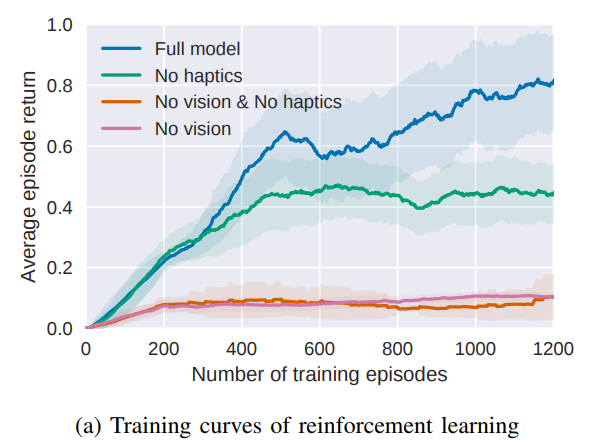 1.0
0.8
0.6
0.4
0.2
0.0
Average episode return
Full model
No haptics
No vision & No haptics
No vision
0 200 400 600 800 1000 1200
Number of training episodes
(a) Training curves of reinforcement learning